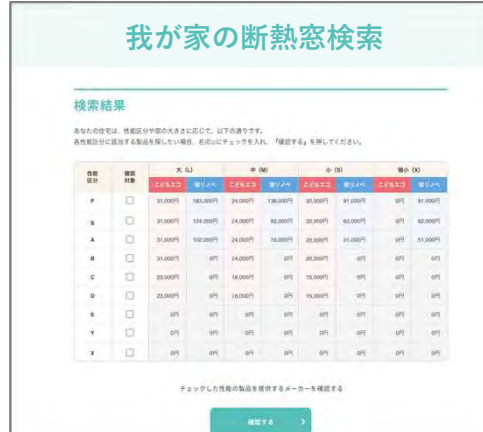 我が家の断熱窓検索
検索結果
あなたの住宅は、性能区分や窓の大きさに応じて、以下の通りです。
各性能区分に該当する製品を探したい場合、右の□にチェックを入れ、「確認する」を押してください。
性能区分 確認対象 大 (L) 中 (M) 小 (S) 極小 (X)
こどもエコ 窓リノベ こどもエコ 窓リノベ こどもエコ 窓リノベ こどもエコ 窓リノベ
P 31,000円 183,000円 24,000円 136,000円 20,000円 91,000円 0円 91,000円
S 31,000円 124,000円 24,000円 92,000円 20,000円 62,000円 0円 62,000円
A 31,000円 102,000円 24,000円 76,000円 20,000円 51,000円 0円 51,000円
B 31,000円 0円 24,000円 0円 20,000円 0円 0円 0円
C 23,000円 0円 18,000円 0円 15,000円 0円 0円 0円
D 23,000円 0円 18,000円 0円 15,000円 0円 0円 0円
E 0円 0円 0円 0円 0円 0円 0円 0円
Y 0円 0円 0円 0円 0円 0円 0円 0円
X 0円 0円 0円 0円 0円 0円 0円 0円
チェックした性能の製品を提供するメーカーを確認する
確認する